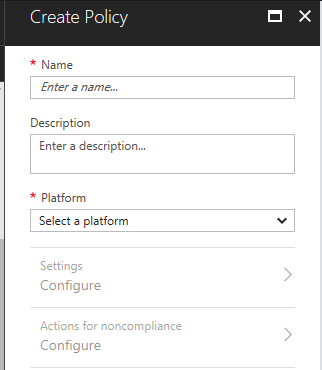 Create Policy
* Name
Enter a name...
Description
Enter a description...
* Platform
Select a platform
Settings
Configure
Actions for noncompliance
Configure